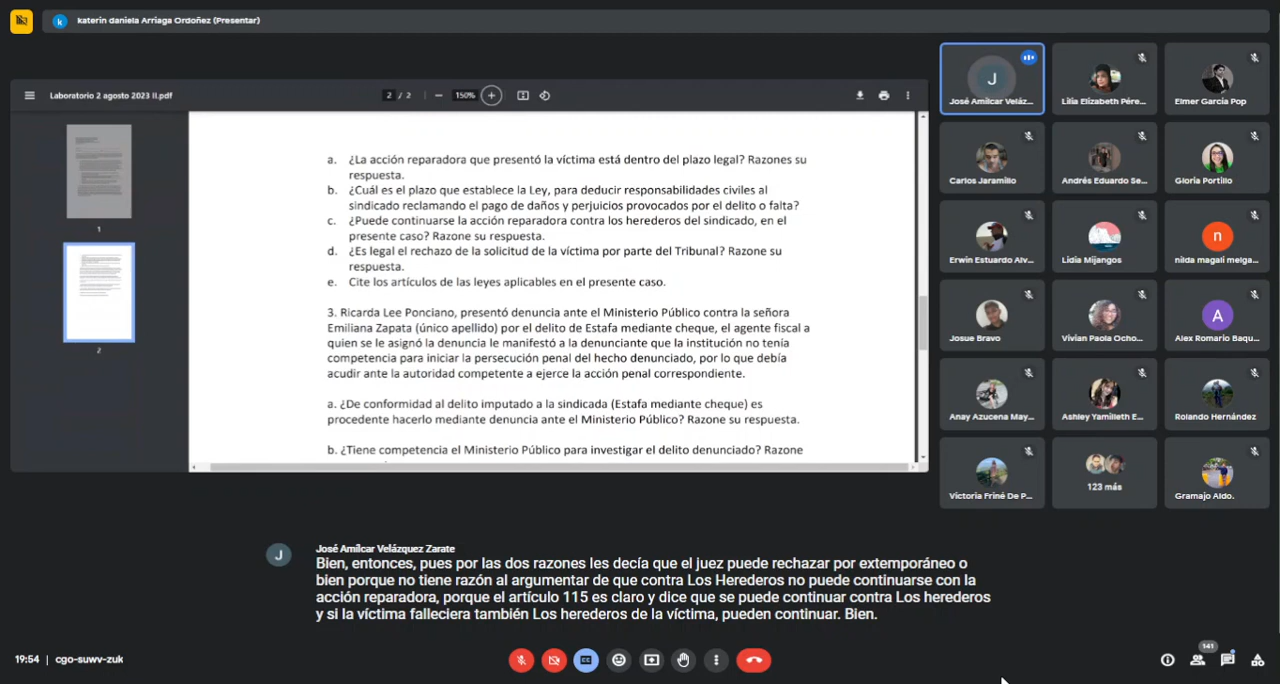 katerin daniela Arriaga Ordoñez (Presentar)
k
Laboratorio 2 agosto 2023 II.pdf
2 / 2
150%
1
2
a. ¿La acción reparadora que presentó la víctima está dentro del plazo legal? Razones su
respuesta.
b. ¿Cuál es el plazo que establece la Ley, para deducir responsabilidades civiles al
sindicado reclamando el pago de daños y perjuicios provocados por el delito o falta?
c. ¿Puede continuarse la acción reparadora contra los herederos del sindicado, en el
presente caso? Razone su respuesta.
d. ¿Es legal el rechazo de la solicitud de la víctima por parte del Tribunal? Razone su
respuesta.
e. Cite los artículos de las leyes aplicables en el presente caso.
3. Ricarda Lee Ponciano, presentó denuncia ante el Ministerio Público contra la señora
Emiliana Zapata (único apellido) por el delito de Estafa mediante cheque, el agente fiscal a
quien se le asignó la denuncia le manifestó a la denunciante que la institución no tenía
competencia para iniciar la persecución penal del hecho denunciado, por lo que debía
acudir ante la autoridad competente a ejerce la acción penal correspondiente.
a. ¿De conformidad al delito imputado a la sindicada (Estafa mediante cheque) es
procedente hacerlo mediante denuncia ante el Ministerio Público? Razone su respuesta.
b. ¿Tiene competencia el Ministerio Público para investigar el delito denunciado? Razone
J
José Amílcar Veláz...
Lilia Elizabeth Pére...
Elmer García Pop
Carlos Jaramillo
Andrés Eduardo Se...
Gloria Portillo
Erwin Estuardo Alv...
Lidia Mijangos
n
nilda magali melga...
Josue Bravo
Vivian Paola Ocho...
A
Alex Romario Baqu...
Anay Azucena May...
Ashley Yamilleth E...
Rolando Hernández
Victoria Friné De P...
123 más
Gramajo Aldo.
J
José Amílcar Velázquez Zarate
Bien, entonces, pues por las dos razones les decía que el juez puede rechazar por extemporáneo o
bien porque no tiene razón al argumentar de que contra Los Herederos no puede continuarse con la
acción reparadora, porque el artículo 115 es claro y dice que se puede continuar contra Los herederos
y si la víctima falleciera también Los herederos de la víctima, pueden continuar. Bien.
19:54 | cgo-suwv-zuk
CC
141